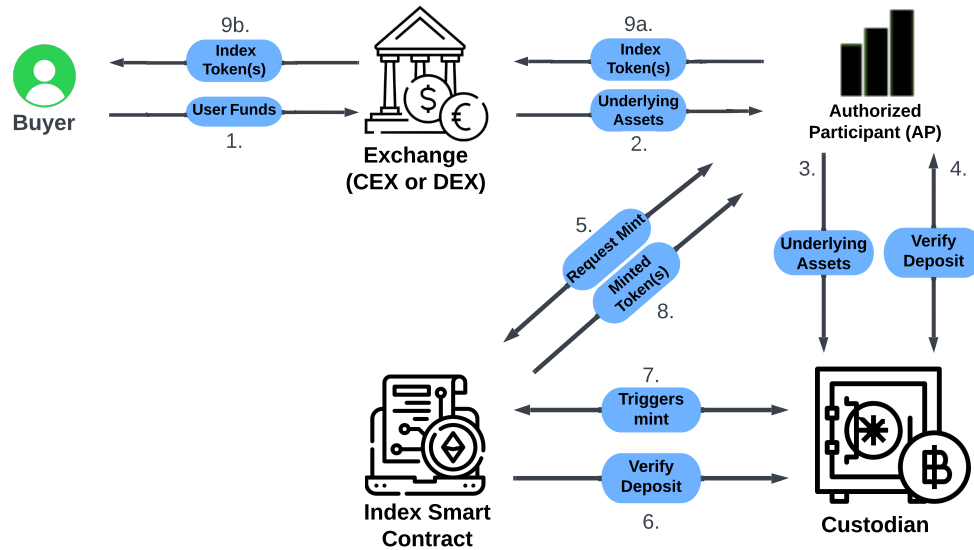 9b.
9a.
Index
Token(s)
Index
Token(s)
User Funds
Underlying
Assets
Buyer
1.
2.
Exchange
(CEX or DEX)
Authorized
Participant (AP)
3.
4.
5.
Request Mint
Minted
Token(s)
8.
Underlying
Assets
Verify
Deposit
7.
Triggers
mint
Verify
Deposit
6.
Index Smart
Contract
Custodian